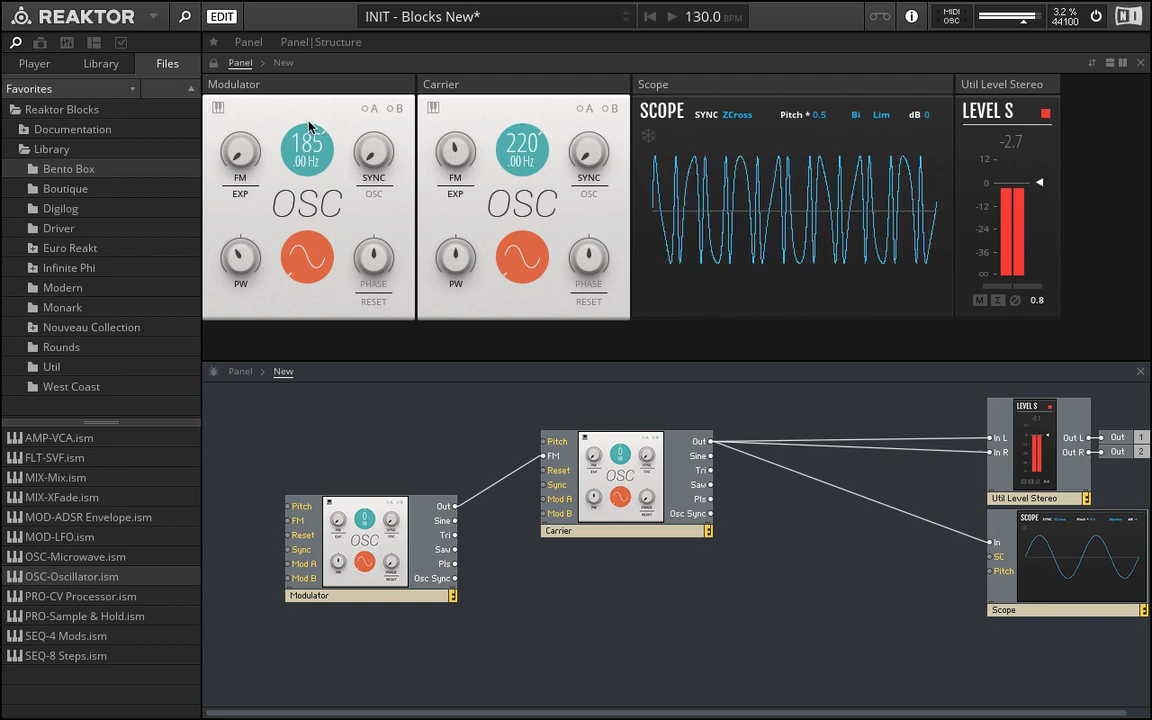 REAKTOR EDIT INIT - Blocks New* 130.0 BPM MIDI OSC 3.2 % 44100
Panel Panel|Structure
Player Library Files
Panel > New
Favorites
Modulator Carrier Scope Util Level Stereo
Reaktor Blocks
Documentation
Library
Bento Box
Boutique
Digilog
Driver
Euro Reakt
Infinite Phi
Modern
Monark
Nouveau Collection
Rounds
Util
West Coast
AMP-VCA.ism
FLT-SVF.ism
MIX-Mix.ism
MIX-XFade.ism
MOD-ADSR Envelope.ism
MOD-LFO.ism
OSC-Microwave.ism
OSC-Oscillator.ism
PRO-CV Processor.ism
PRO-Sample & Hold.ism
SEQ-4 Mods.ism
SEQ-8 Steps.ism
A B
185
.00 Hz
FM
EXP
SYNC
OSC
OSC
PW
PHASE
RESET
A B
220
.00 Hz
FM
EXP
SYNC
OSC
OSC
PW
PHASE
RESET
SCOPE SYNC ZCross Pitch * 0.5 Bi Lim dB 0
LEVEL S
-2.7
12
0
-12
-24
-36
∞
M Σ 0.8
Panel > New
Pitch Out
FM Sine
Reset Tri
Sync Saw
Mod A Pls
Mod B Osc Sync
OSC
Modulator
Pitch Out
FM Sine
Reset Tri
Sync Saw
Mod A Pls
Mod B Osc Sync
OSC
Carrier
LEVEL S
In L Out L Out 1
In R Out R Out 2
Util Level Stereo
SCOPE
In
SC
Pitch
Scope